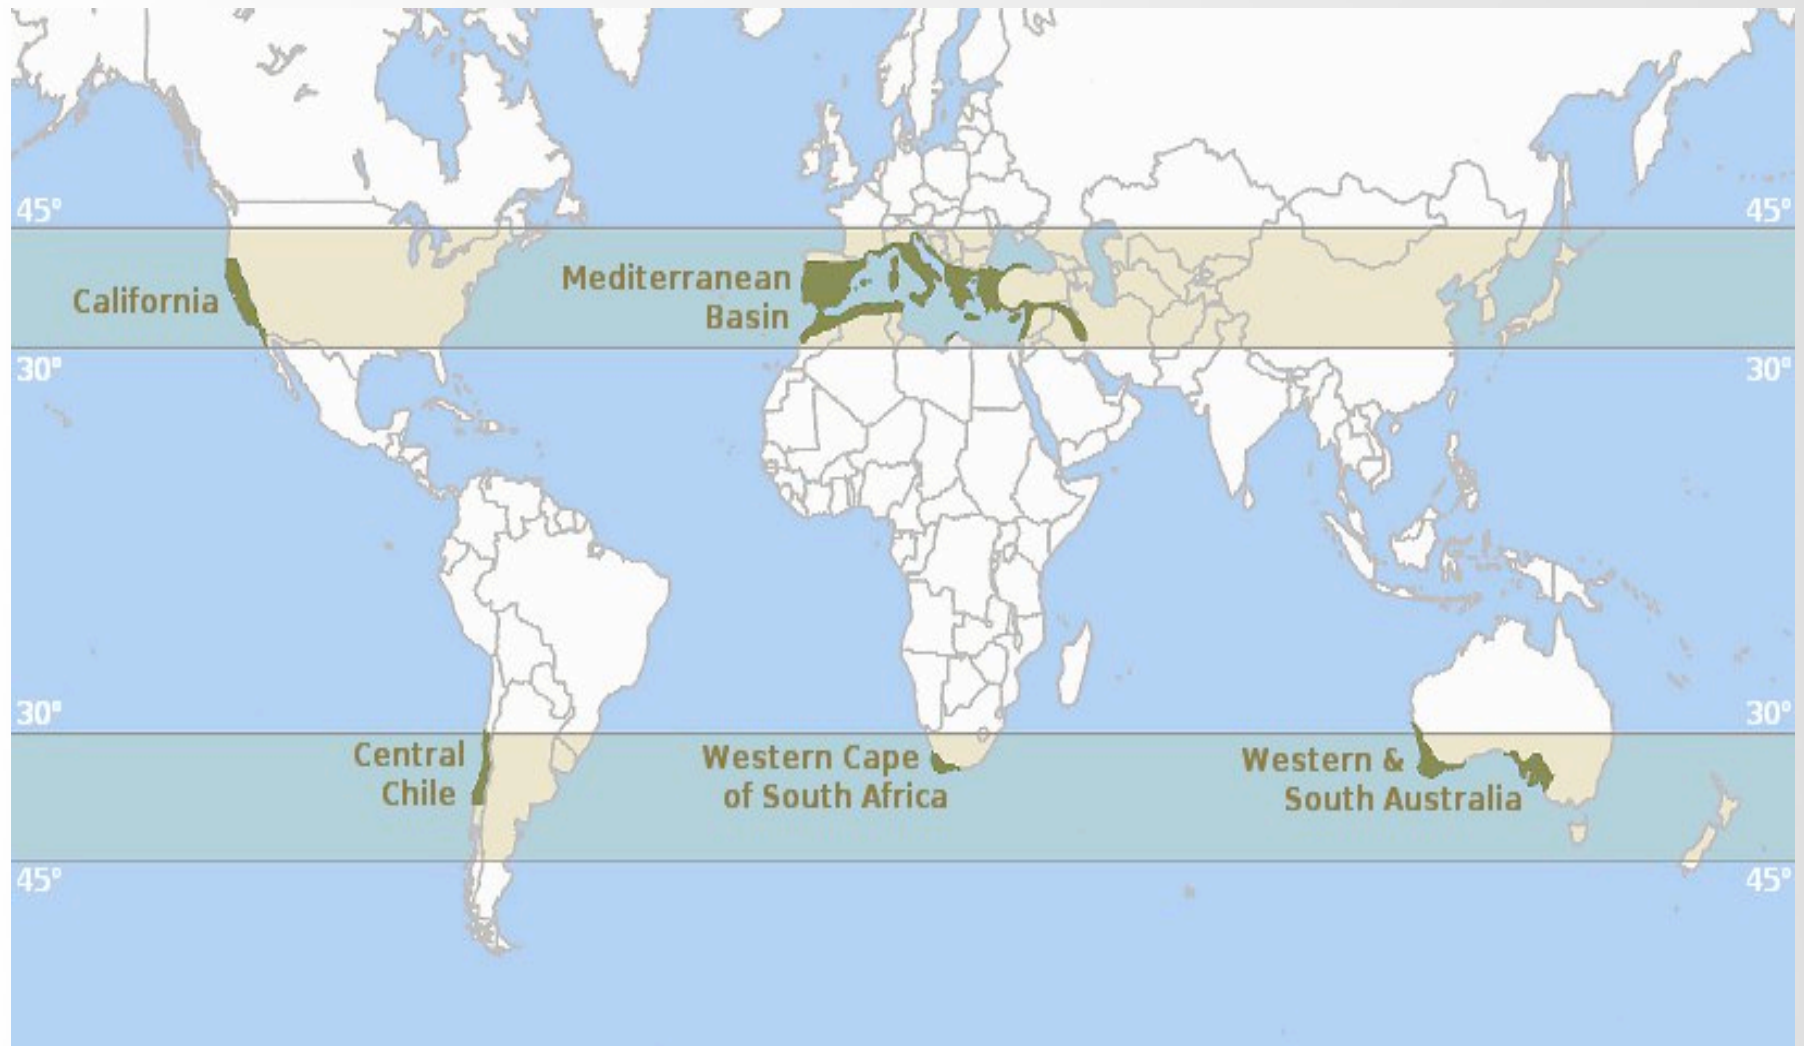 45°
45°
California
Mediterranean
Basin
30°
30°
30°
30°
Central
Chile
Western Cape
of South Africa
Western &
South Australia
45°
45°